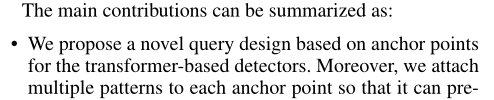 The main contributions can be summarized as:
• We propose a novel query design based on anchor points
for the transformer-based detectors. Moreover, we attach
multiple patterns to each anchor point so that it can pre-